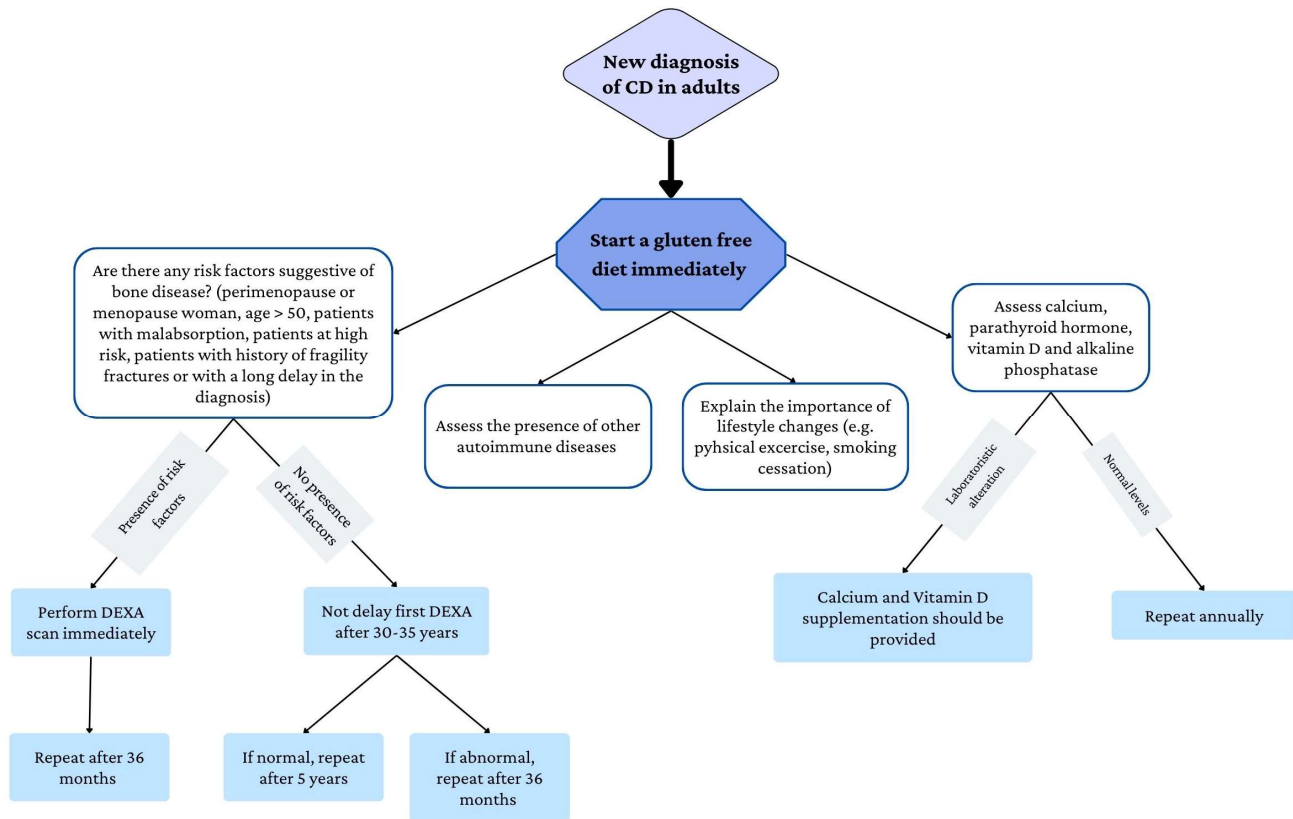 New diagnosis
of CD in adults
Start a gluten free
diet immediately
Are there any risk factors suggestive of
bone disease? (perimenopause or
menopause woman, age > 50, patients
with malabsorption, patients at high
risk, patients with history of fragility
fractures or with a long delay in the
diagnosis)
Assess the presence of other
autoimmune diseases
Explain the importance of
lifestyle changes (e.g.
pyhsical excercise, smoking
cessation)
Assess calcium,
parathyroid hormone,
vitamin D and alkaline
phosphatase
Presence of risk
factors
No presence
of risk factors
Laboratoristic
alteration
Normal levels
Perform DEXA
scan immediately
Not delay first DEXA
after 30-35 years
Calcium and Vitamin D
supplementation should be
provided
Repeat annually
Repeat after 36
months
If normal, repeat
after 5 years
If abnormal,
repeat after 36
months